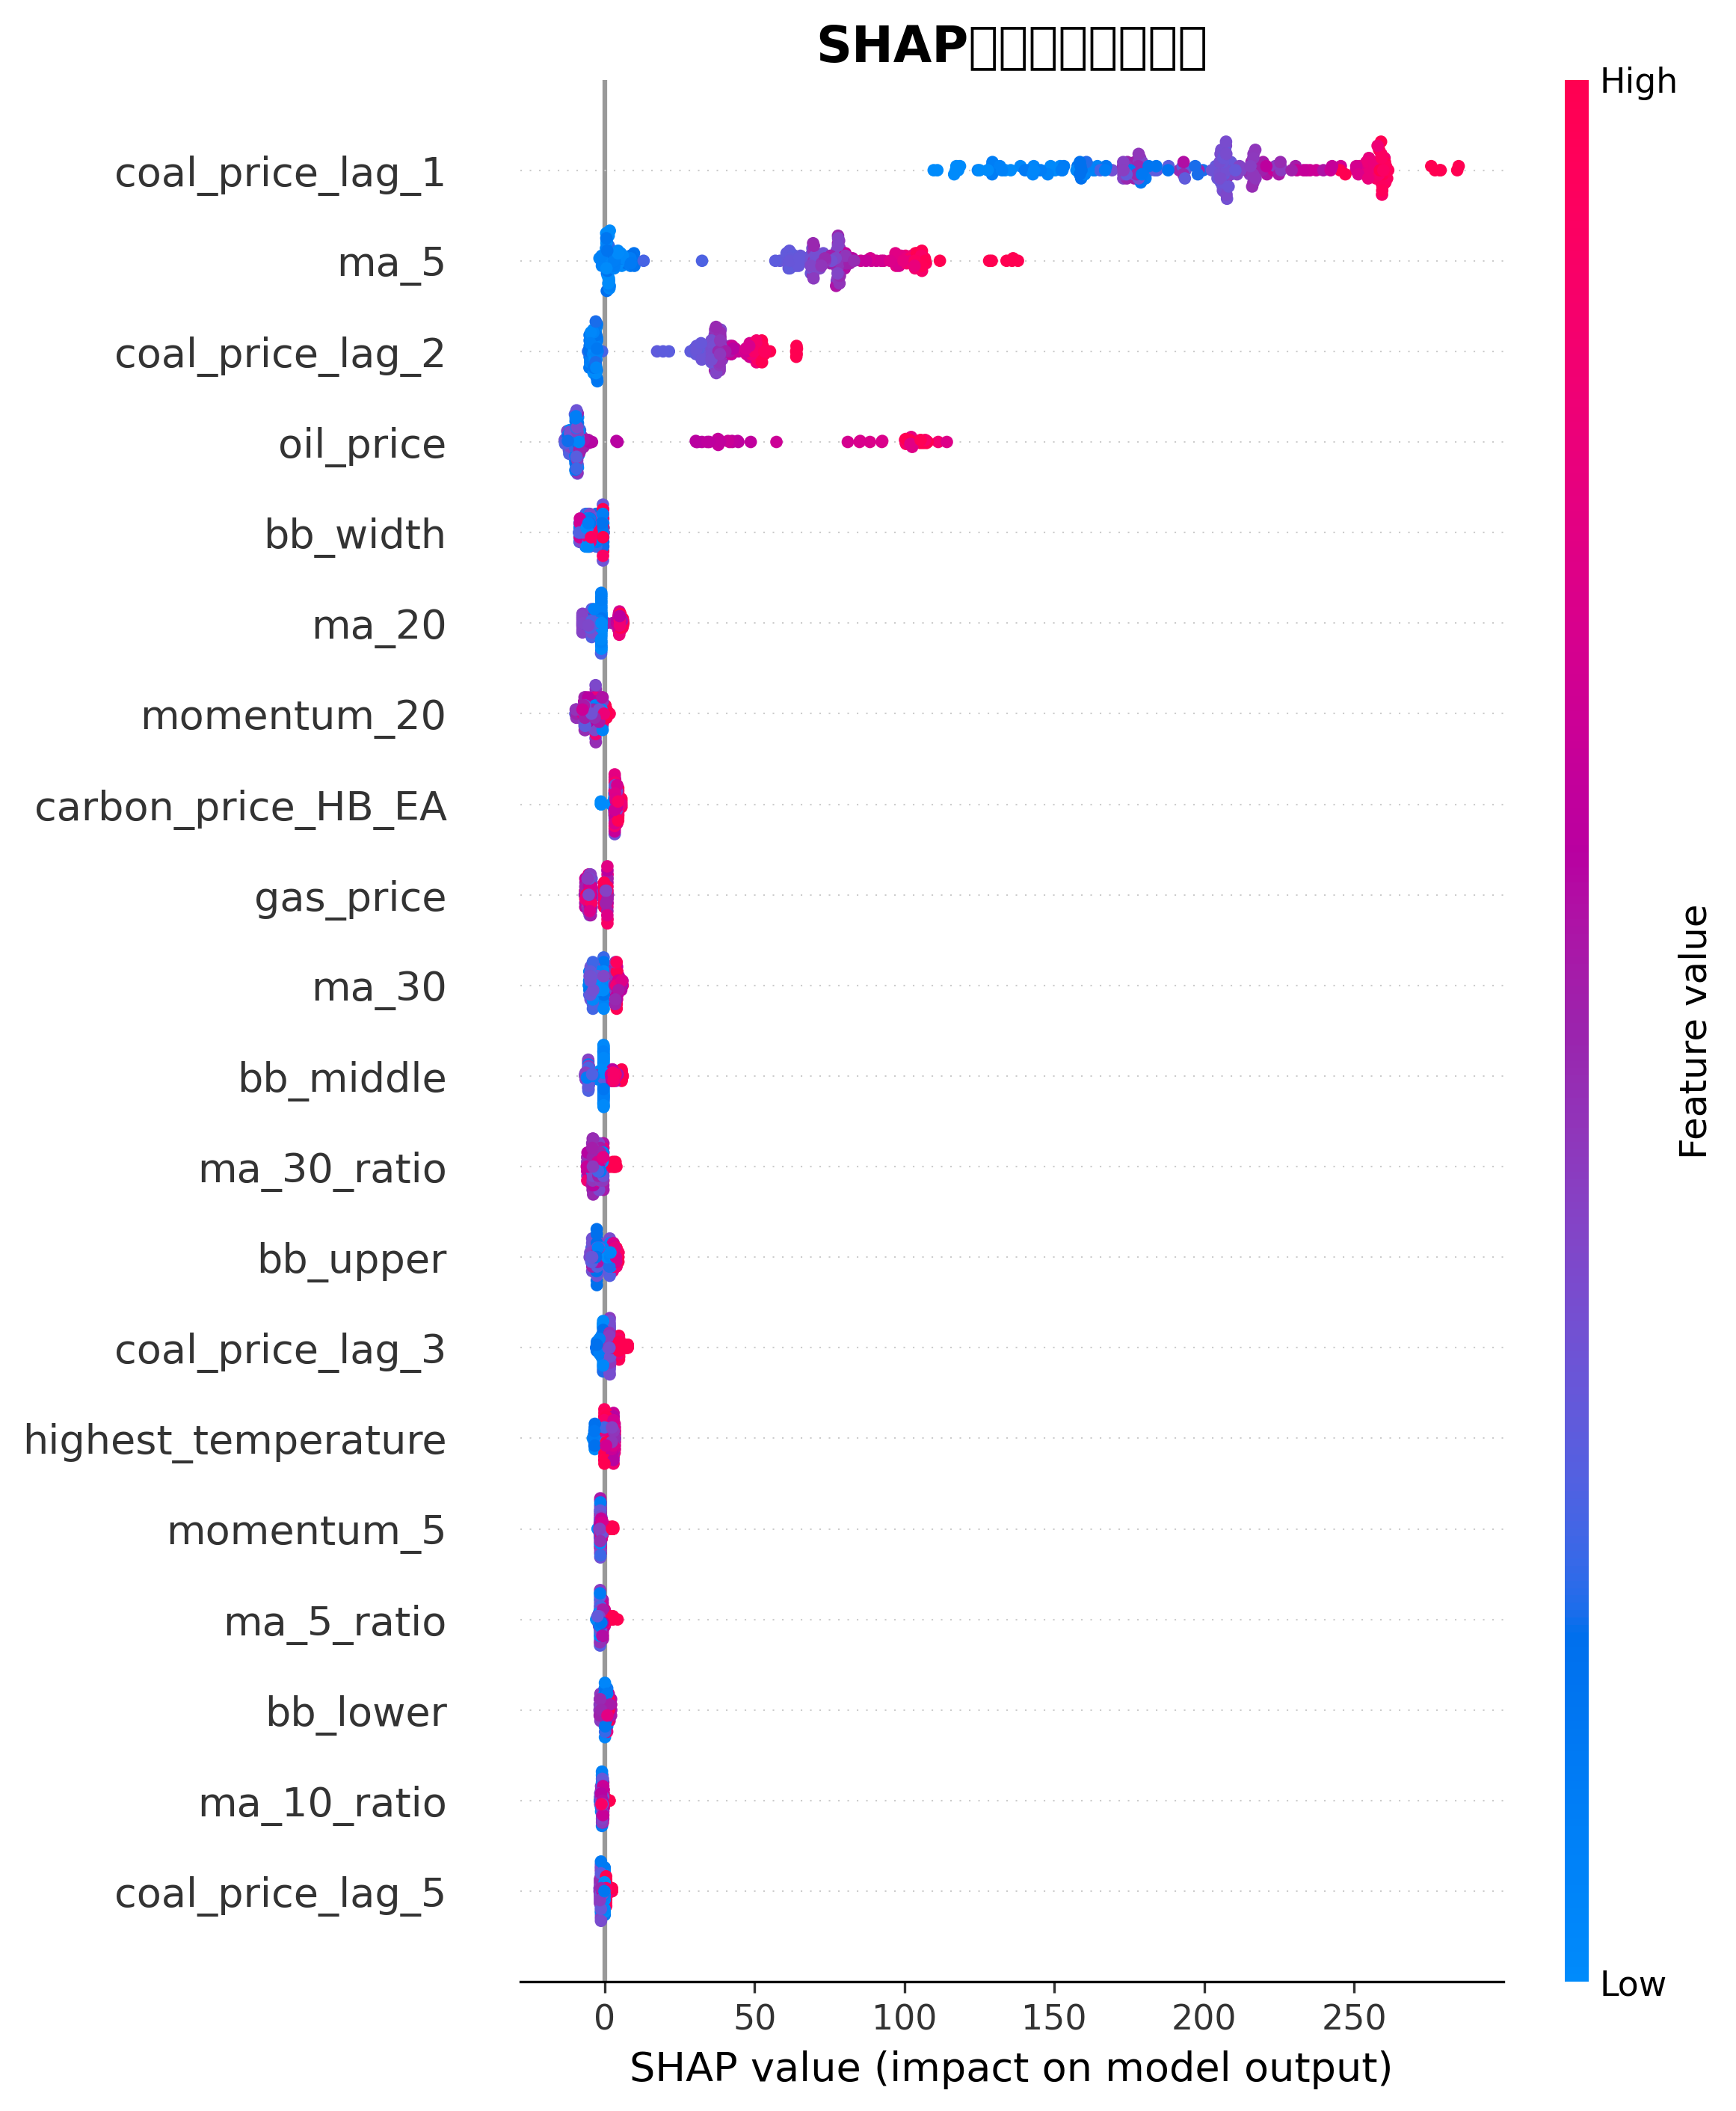 SHAP
High
coal_price_lag_1
ma_5
coal_price_lag_2
oil_price
bb_width
ma_20
momentum_20
carbon_price_HB_EA
gas_price
ma_30
bb_middle
ma_30_ratio
bb_upper
coal_price_lag_3
highest_temperature
momentum_5
ma_5_ratio
bb_lower
ma_10_ratio
coal_price_lag_5
Feature value
Low
0 50 100 150 200 250
SHAP value (impact on model output)